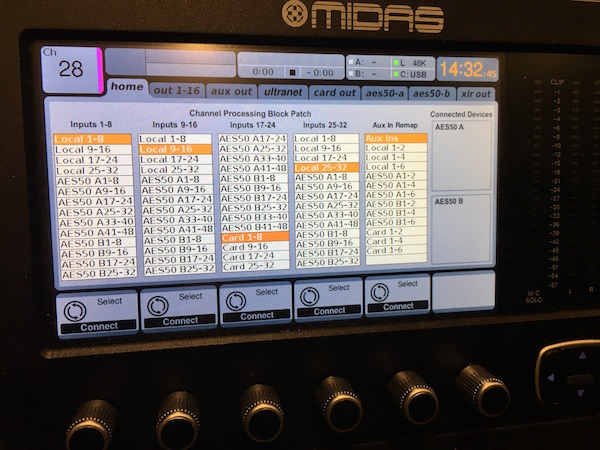 MIDAS
Ch
28
0:00 - 0:00
A: - L 48K
B: - C: USB
14:32:45
home out 1-16 aux out ultranet card out aes50-a aes50-b xlr out
Channel Processing Block Patch
Connected Devices
Inputs 1-8
Local 1-8
Local 9-16
Local 17-24
Local 25-32
AES50 A1-8
AES50 A9-16
AES50 A17-24
AES50 A25-32
AES50 A33-40
AES50 A41-48
AES50 B1-8
AES50 B9-16
AES50 B17-24
AES50 B25-32
Inputs 9-16
Local 1-8
Local 9-16
Local 17-24
Local 25-32
AES50 A1-8
AES50 A9-16
AES50 A17-24
AES50 A25-32
AES50 A33-40
AES50 A41-48
AES50 B1-8
AES50 B9-16
AES50 B17-24
AES50 B25-32
Inputs 17-24
AES50 A17-24
AES50 A25-32
AES50 A33-40
AES50 A41-48
AES50 B1-8
AES50 B9-16
AES50 B17-24
AES50 B25-32
AES50 B33-40
AES50 B41-48
Card 1-8
Card 9-16
Card 17-24
Card 25-32
Inputs 25-32
Local 1-8
Local 9-16
Local 17-24
Local 25-32
AES50 A1-8
AES50 A9-16
AES50 A17-24
AES50 A25-32
AES50 A33-40
AES50 A41-48
AES50 B1-8
AES50 B9-16
AES50 B17-24
AES50 B25-32
Aux In Remap
Aux Ins
Local 1-2
Local 1-4
Local 1-6
AES50 A1-2
AES50 A1-4
AES50 A1-6
AES50 B1-2
AES50 B1-4
AES50 B1-6
Card 1-2
Card 1-4
Card 1-6
AES50 A
AES50 B
Select
Connect
Select
Connect
Select
Connect
Select
Connect
Select
Connect
CLIP
M/C
SOLO
L
R